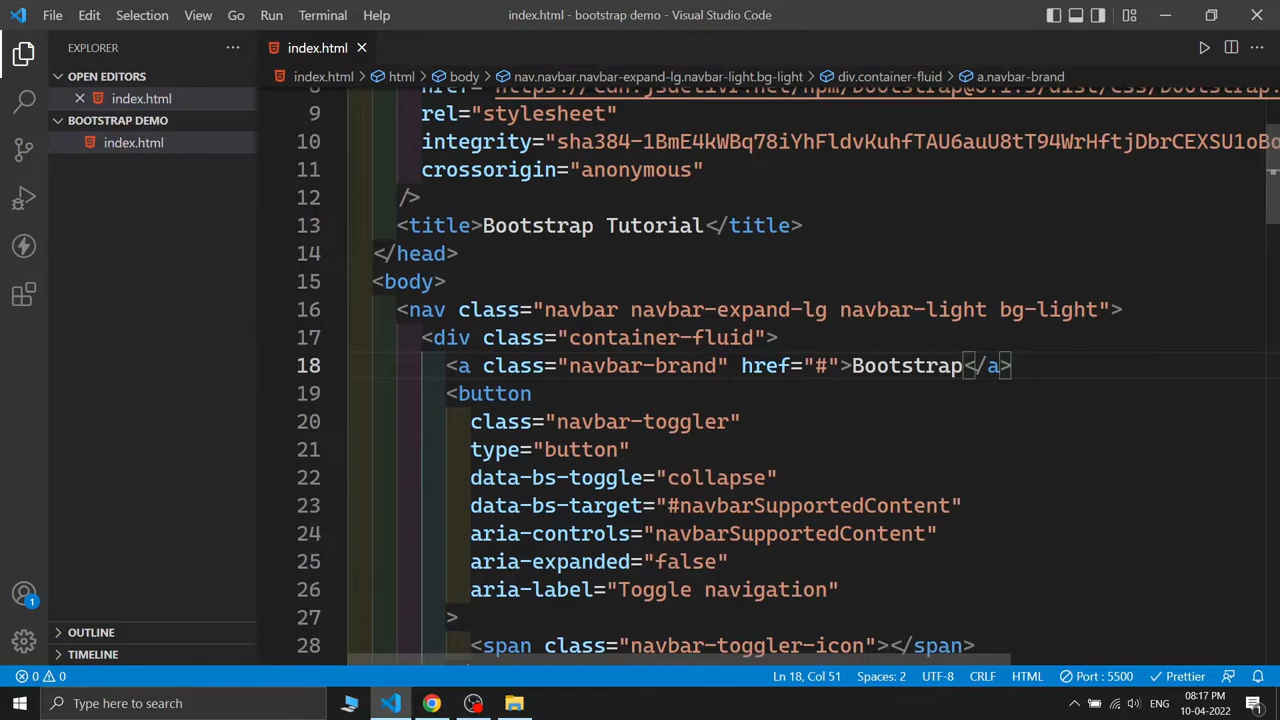 File Edit Selection View Go Run Terminal Help index.html - bootstrap demo - Visual Studio Code
EXPLORER
index.html
OPEN EDITORS
index.html
BOOTSTRAP DEMO
index.html
index.html > html > body > nav.navbar.navbar-expand-lg.navbar-light.bg-light > div.container-fluid > a.navbar-brand
9 rel="stylesheet"
10 integrity="sha384-1BmE4kWBq78iYhFldvKuhfTAU6auU8tT94WrHftjDbrCEXSU1oBo
11 crossorigin="anonymous"
12 />
13 <title>Bootstrap Tutorial</title>
14 </head>
15 <body>
16 <nav class="navbar navbar-expand-lg navbar-light bg-light">
17 <div class="container-fluid">
18 <a class="navbar-brand" href="#">Bootstrap</a>
19 <button
20 class="navbar-toggler"
21 type="button"
22 data-bs-toggle="collapse"
23 data-bs-target="#navbarSupportedContent"
24 aria-controls="navbarSupportedContent"
25 aria-expanded="false"
26 aria-label="Toggle navigation"
27 >
28 <span class="navbar-toggler-icon"></span>
OUTLINE
TIMELINE
1
0 0 Ln 18, Col 51 Spaces: 2 UTF-8 CRLF HTML Port : 5500 Prettier
Type here to search
ENG
08:17 PM
10-04-2022
1